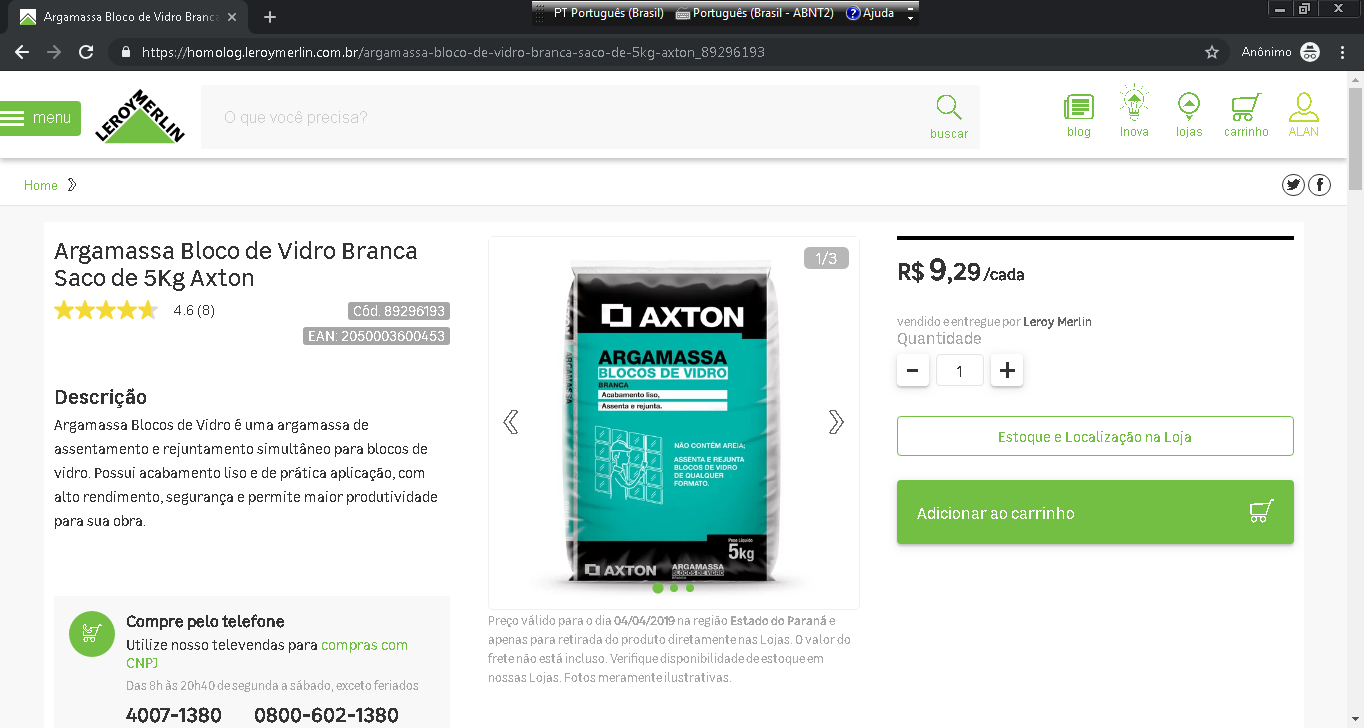 Argamassa Bloco de Vidro Branca
PT Português (Brasil)
Português (Brasil - ABNT2)
Ajuda
https://homolog.leroymerlin.com.br/argamassa-bloco-de-vidro-branca-saco-de-5kg-axton_89296193
Anônimo
menu
LEROY MERLIN
O que você precisa?
buscar
blog
Inova
lojas
carrinho
ALAN
Home
Argamassa Bloco de Vidro Branca
Saco de 5Kg Axton
4.6 (8)
Cód. 89296193
EAN: 2050003600453
Descrição
Argamassa Blocos de Vidro é uma argamassa de
assentamento e rejuntamento simultâneo para blocos de
vidro. Possui acabamento liso e de prática aplicação, com
alto rendimento, segurança e permite maior produtividade
para sua obra.
Compre pelo telefone
Utilize nosso televendas para compras com
CNPJ
Das 8h às 20h40 de segunda a sábado, exceto feriados
4007-1380 0800-602-1380
1/3
AXTON
ARGAMASSA
BLOCOS DE VIDRO
BRANCA
Acabamento liso,
Assenta e rejunta.
ARGAMASSA
NÃO CONTÉM AREIA;
ASSENTA E REJUNTA
BLOCOS DE VIDRO
DE QUALQUER
FORMATO.
Peso Líquido
5kg
AXTON
ARGAMASSA
BLOCOS DE VIDRO
BRANCA
Preço válido para o dia 04/04/2019 na região Estado do Paraná e
apenas para retirada do produto diretamente nas Lojas. O valor do
frete não está incluso. Verifique disponibilidade de estoque em
nossas Lojas. Fotos meramente ilustrativas.
R$ 9,29 /cada
vendido e entregue por Leroy Merlin
Quantidade
1
Estoque e Localização na Loja
Adicionar ao carrinho